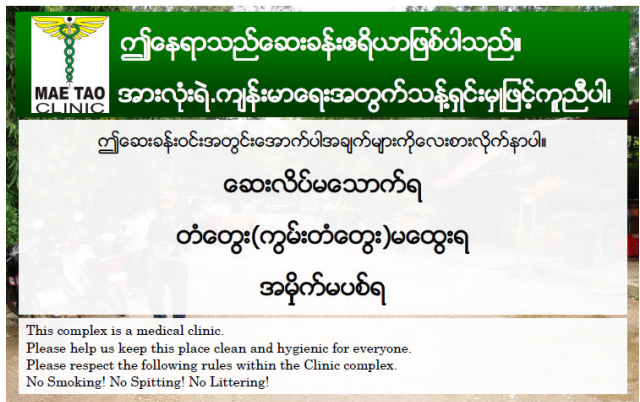 MAE TAO
CLINIC
ဤနေရာသည်ဆေးခန်းဧရိယာဖြစ်ပါသည်။
အားလုံးရဲ့ကျန်းမာရေးအတွက်သန့်ရှင်းမှုဖြင့်ကူညီပါ။
ဤဆေးခန်းဝင်းအတွင်းအောက်ပါအချက်များကိုလေးစားလိုက်နာပါ။
ဆေးလိပ်မသောက်ရ
တံတွေး(ကွမ်းတံတွေး)မထွေးရ
အမှိုက်မပစ်ရ
This complex is a medical clinic.
Please help us keep this place clean and hygienic for everyone.
Please respect the following rules within the Clinic complex.
No Smoking! No Spitting! No Littering!